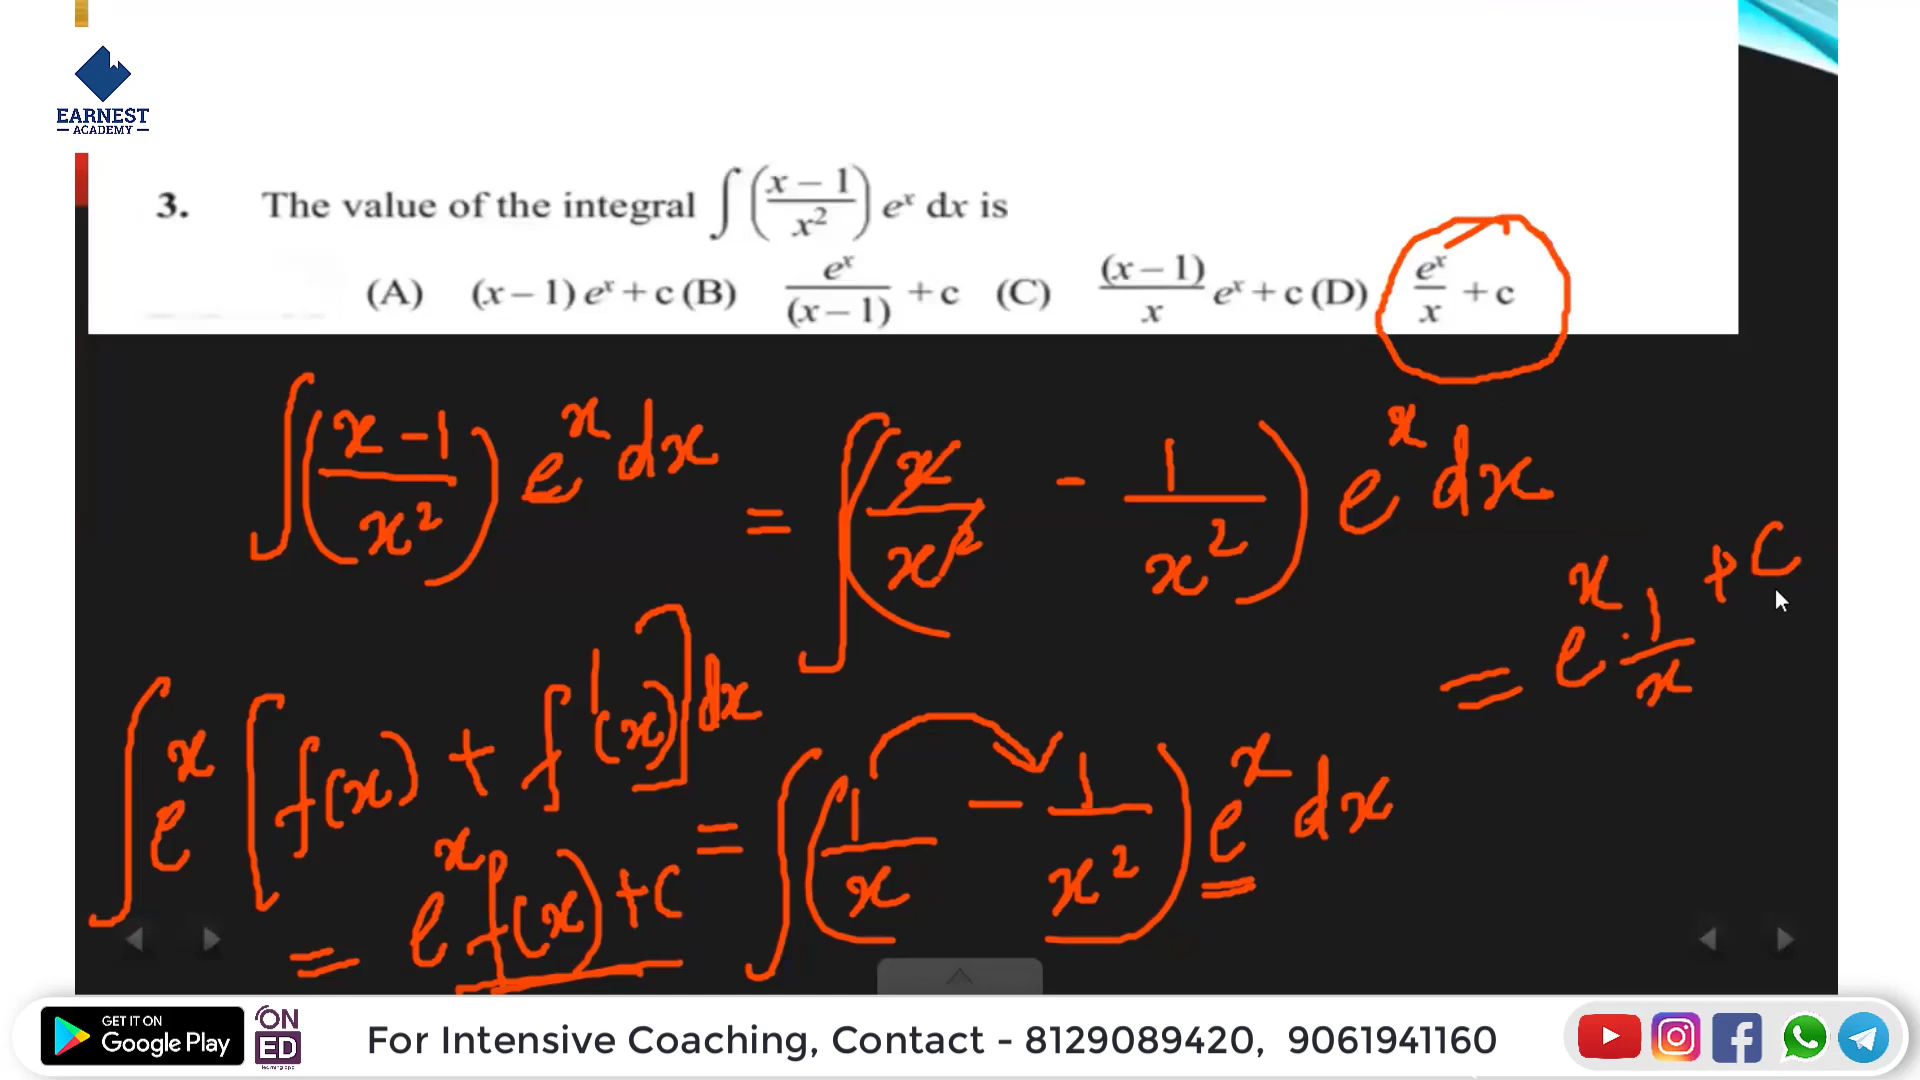 EARNEST
ACADEMY
3. The value of the integral ∫ ((x − 1)/x²) eˣ dx is
(A) (x − 1) eˣ + c (B) eˣ/(x − 1) + c (C) ((x − 1)/x) eˣ + c (D) eˣ/x + c
∫ ((x − 1)/x²) eˣ dx = ∫ (x/x² − 1/x²) eˣ dx
∫ eˣ [f(x) + f'(x)] dx
= eˣ f(x) + c
= ∫ (1/x − 1/x²) eˣ dx
= eˣ · 1/x + c
GET IT ON
Google Play
ON
ED
For Intensive Coaching, Contact - 8129089420, 9061941160